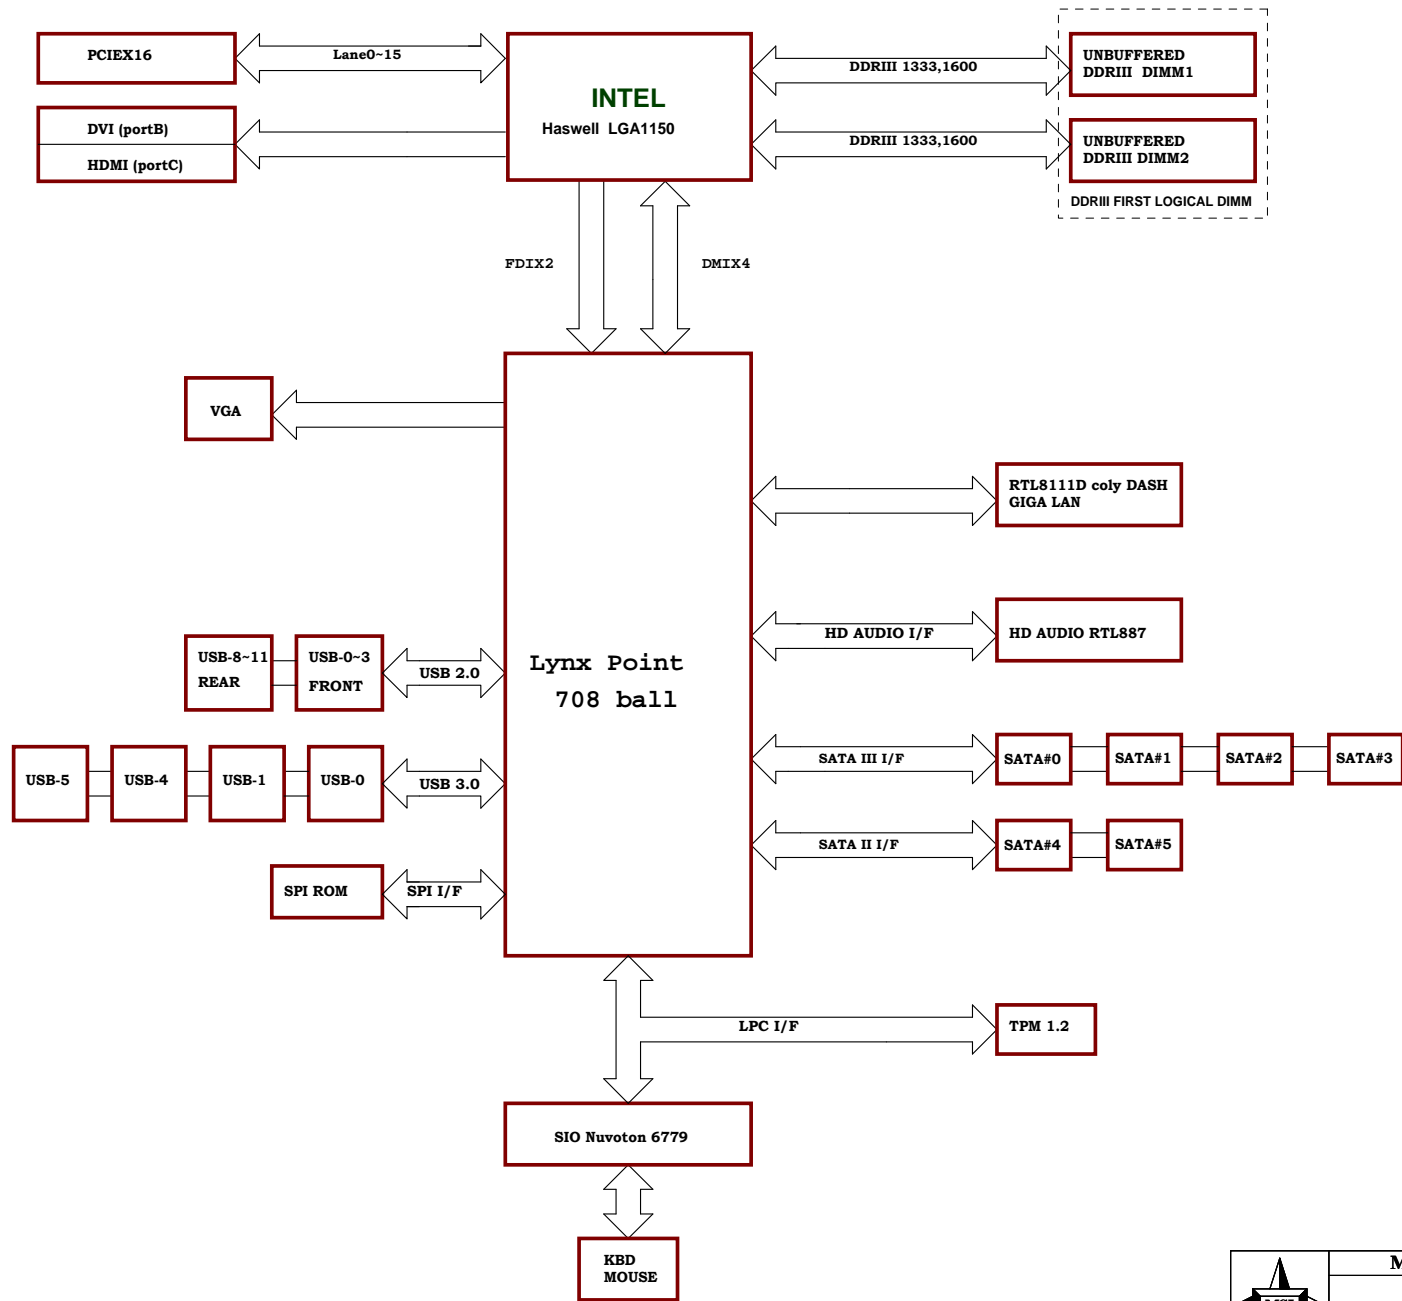 PCIEX16
Lane0~15
INTEL
Haswell LGA1150
DDRIII 1333,1600
UNBUFFERED
DDRIII DIMM1
DVI (portB)
HDMI (portC)
DDRIII 1333,1600
UNBUFFERED
DDRIII DIMM2
DDRIII FIRST LOGICAL DIMM
FDIX2
DMIX4
VGA
RTL8111D coly DASH
GIGA LAN
HD AUDIO I/F
HD AUDIO RTL887
Lynx Point
708 ball
USB-8~11
REAR
USB-0~3
FRONT
USB 2.0
USB-5
USB-4
USB-1
USB-0
USB 3.0
SATA III I/F
SATA#0
SATA#1
SATA#2
SATA#3
SATA II I/F
SATA#4
SATA#5
SPI ROM
SPI I/F
LPC I/F
TPM 1.2
SIO Nuvoton 6779
KBD
MOUSE
M